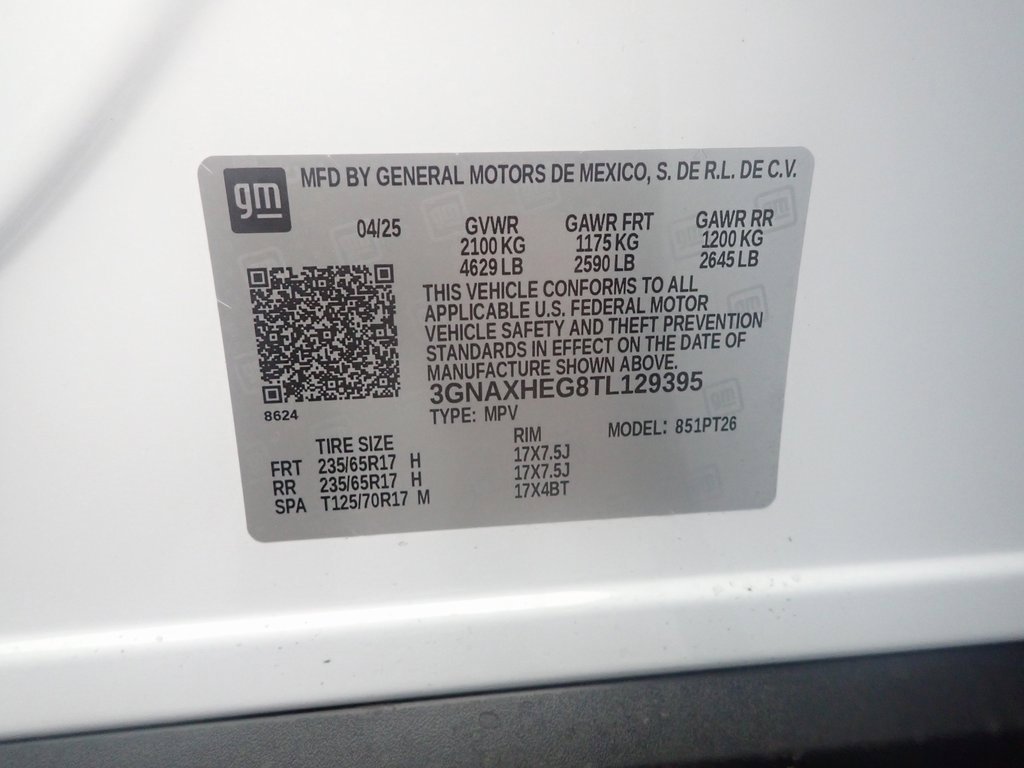 gm
MFD BY GENERAL MOTORS DE MEXICO, S. DE R.L. DE C.V.
04/25 GVWR GAWR FRT GAWR RR
2100 KG 1175 KG 1200 KG
4629 LB 2590 LB 2645 LB
THIS VEHICLE CONFORMS TO ALL
APPLICABLE U.S. FEDERAL MOTOR
VEHICLE SAFETY AND THEFT PREVENTION
STANDARDS IN EFFECT ON THE DATE OF
MANUFACTURE SHOWN ABOVE.
3GNAXHEG8TL129395
8624 TYPE: MPV
MODEL: 851PT26
TIRE SIZE RIM
FRT 235/65R17 H 17X7.5J
RR 235/65R17 H 17X7.5J
SPA T125/70R17 M 17X4BT